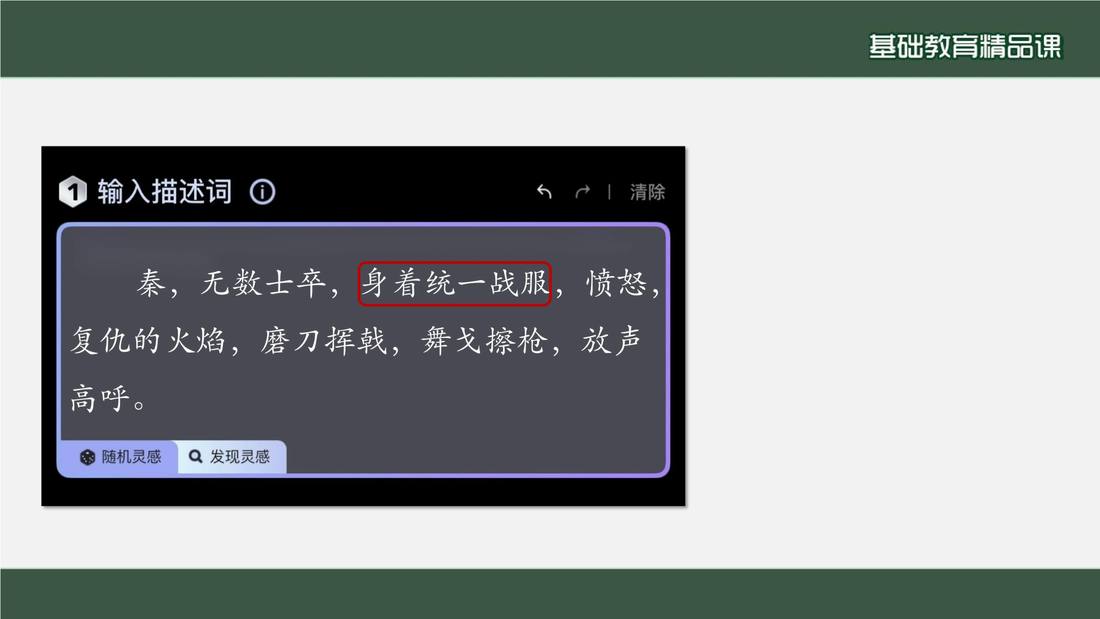 基础教育精品课
1 输入描述词
清除
秦，无数士卒，身着统一战服，愤怒，
复仇的火焰，磨刀挥戟，舞戈擦枪，放声
高呼。
随机灵感 发现灵感